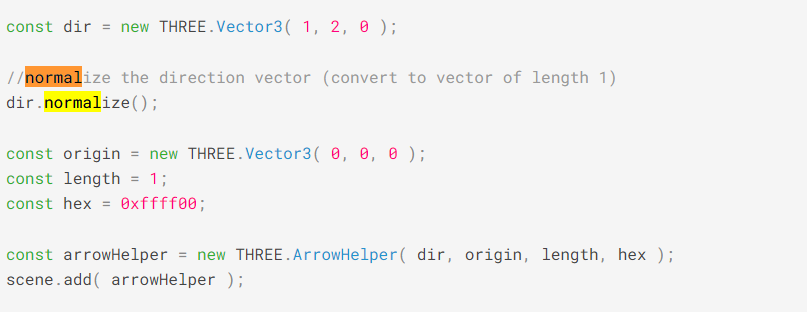 const dir = new THREE.Vector3( 1, 2, 0 );
//normalize the direction vector (convert to vector of length 1)
dir.normalize();
const origin = new THREE.Vector3( 0, 0, 0 );
const length = 1;
const hex = 0xffff00;
const arrowHelper = new THREE.ArrowHelper( dir, origin, length, hex );
scene.add( arrowHelper );